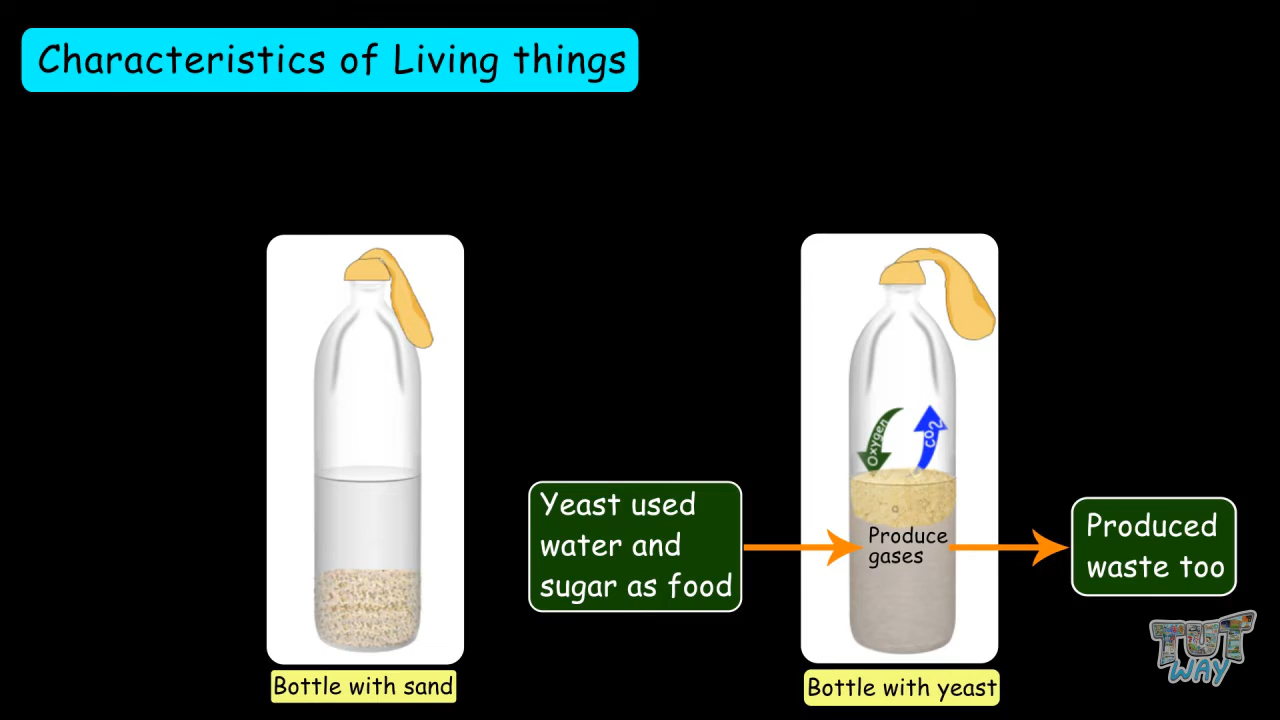 Characteristics of Living things
Oxygen
CO2
Yeast used
water and
sugar as food
Produce
gases
Produced
waste too
Bottle with sand
Bottle with yeast
TUT
WAY